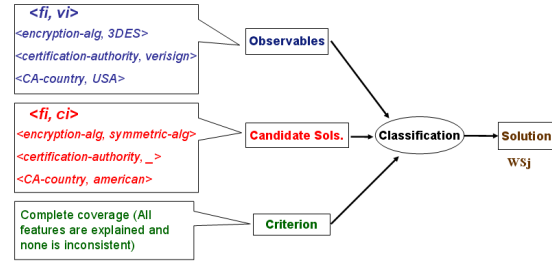 <fi, vi>
<encryption-alg, 3DES>
<certification-authority, verisign>
<CA-country, USA>
Observables
<fi, ci>
<encryption-alg, symmetric-alg>
<certification-authority, _>
<CA-country, american>
Candidate Sols.
Classification
Solution
WSj
Complete coverage (All
features are explained and
none is inconsistent)
Criterion